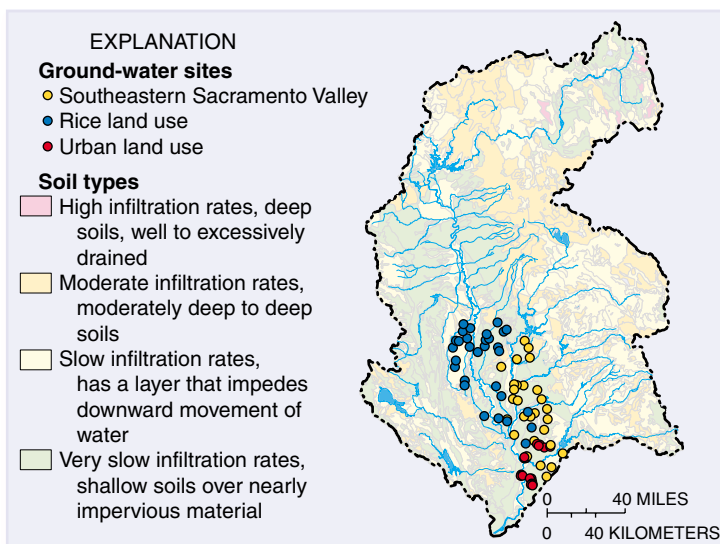 EXPLANATION
Ground-water sites
Southeastern Sacramento Valley
Rice land use
Urban land use
Soil types
High infiltration rates, deep
soils, well to excessively
drained
Moderate infiltration rates,
moderately deep to deep
soils
Slow infiltration rates,
has a layer that impedes
downward movement of
water
Very slow infiltration rates,
shallow soils over nearly
impervious material
0 40 MILES
0 40 KILOMETERS